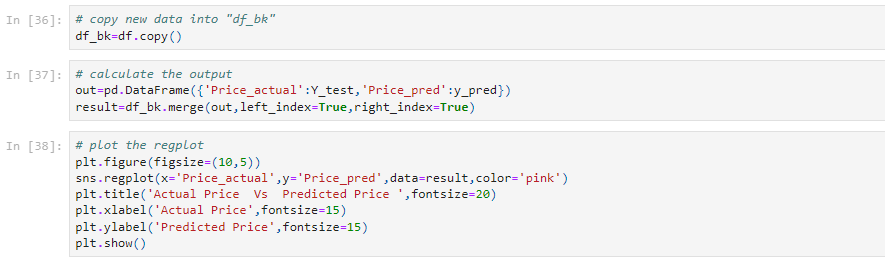 In [36]: # copy new data into "df_bk"
df_bk=df.copy()
In [37]: # calculate the output
out=pd.DataFrame({'Price_actual':Y_test,'Price_pred':y_pred})
result=df_bk.merge(out,left_index=True,right_index=True)
In [38]: # plot the regplot
plt.figure(figsize=(10,5))
sns.regplot(x='Price_actual',y='Price_pred',data=result,color='pink')
plt.title('Actual Price  Vs  Predicted Price ',fontsize=20)
plt.xlabel('Actual Price',fontsize=15)
plt.ylabel('Predicted Price',fontsize=15)
plt.show()